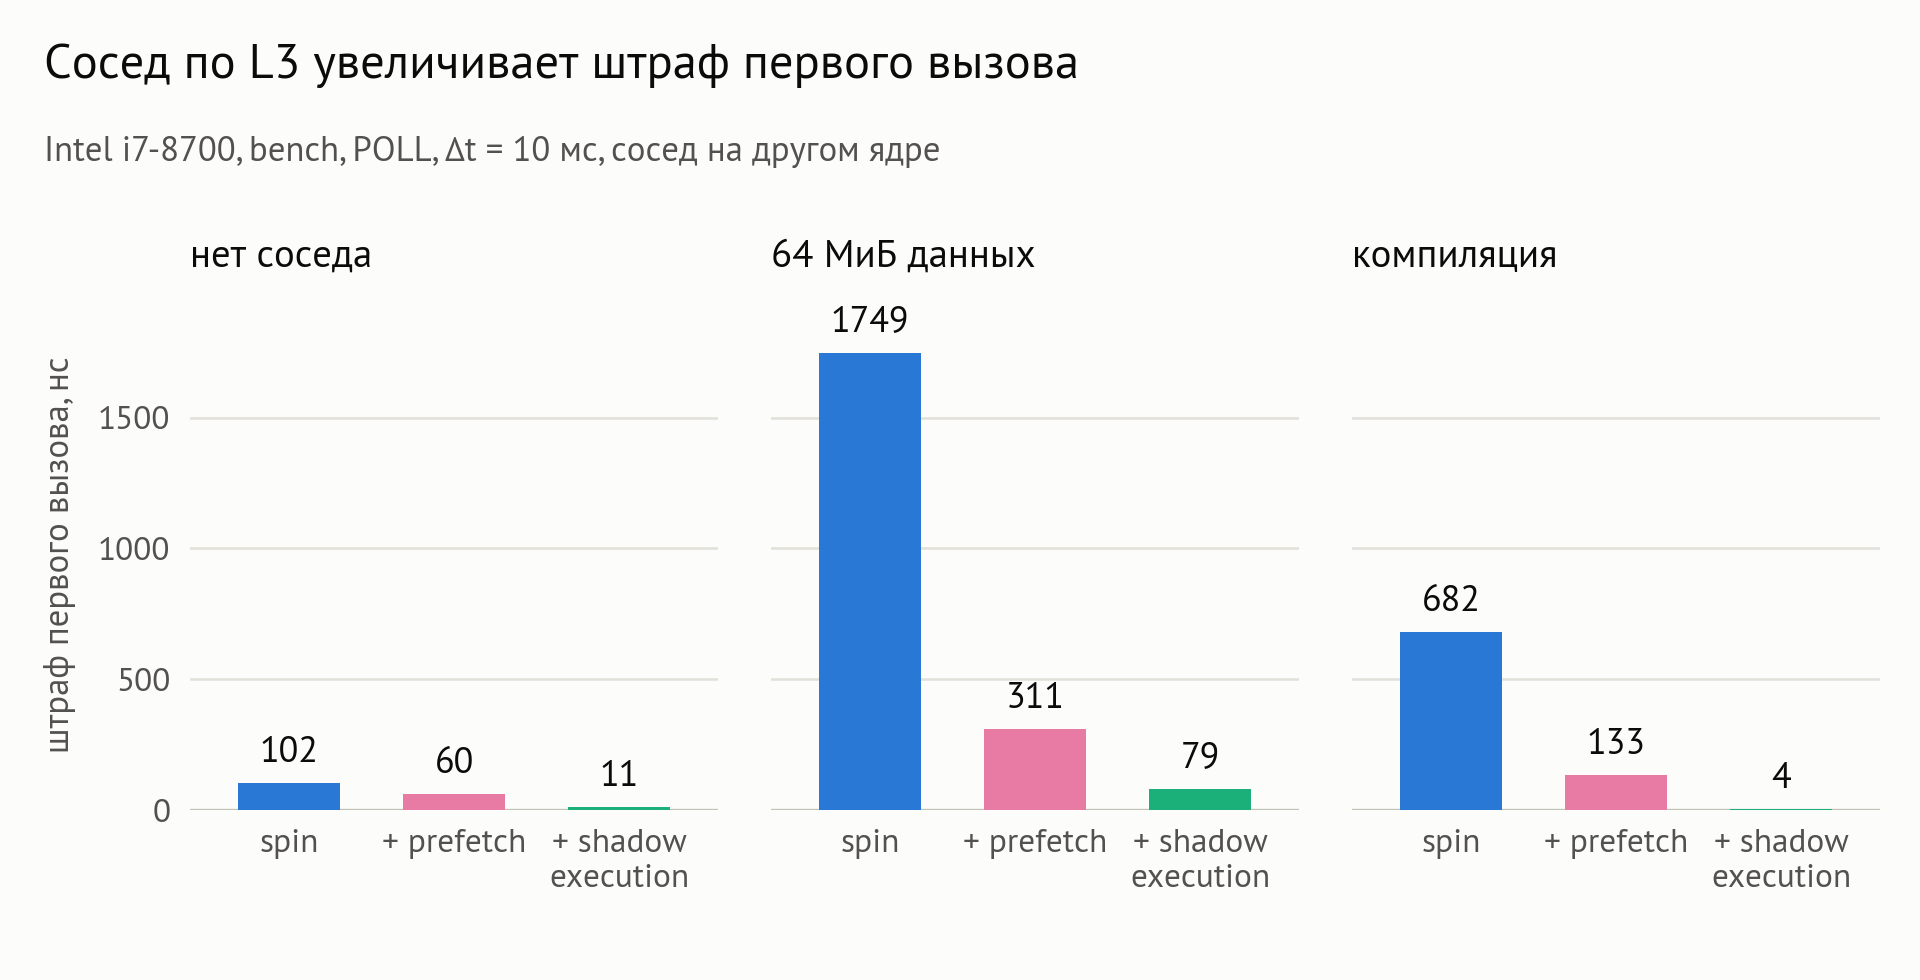 Сосед по L3 увеличивает штраф первого вызова
Intel i7-8700, bench, POLL, Δt = 10 мс, сосед на другом ядре
нет соседа
64 МиБ данных
компиляция
штраф первого вызова, нс
1500
1000
500
0
102
60
11
1749
311
79
682
133
4
spin
+ prefetch
+ shadow
execution
spin
+ prefetch
+ shadow
execution
spin
+ prefetch
+ shadow
execution